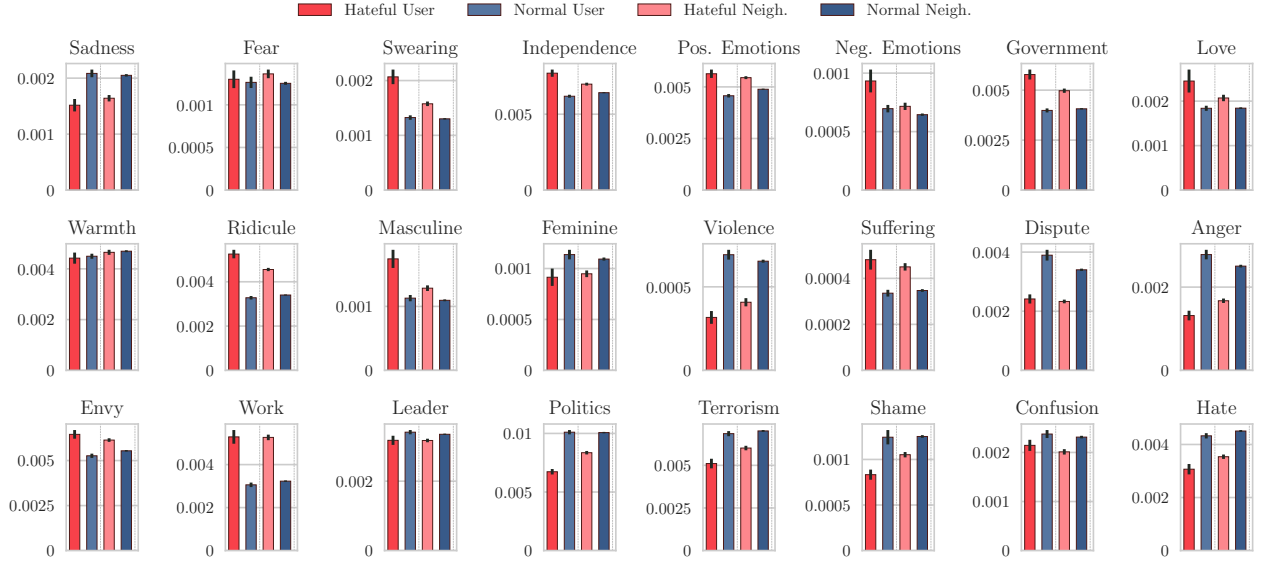 Hateful User Normal User Hateful Neigh. Normal Neigh.
Sadness Fear Swearing Independence Pos. Emotions Neg. Emotions Government Love
0.002 0.001 0
0.001 0.0005 0
0.002 0.001 0
0.005 0
0.005 0.0025 0
0.001 0.0005 0
0.005 0.0025 0
0.002 0.001 0
Warmth Ridicule Masculine Feminine Violence Suffering Dispute Anger
0.004 0.002 0
0.004 0.002 0
0.001 0
0.001 0.0005 0
0.0005 0
0.0004 0.0002 0
0.004 0.002 0
0.002 0
Envy Work Leader Politics Terrorism Shame Confusion Hate
0.005 0.0025 0
0.004 0.002 0
0.002 0
0.01 0.005 0
0.005 0
0.001 0
0.002 0.001 0
0.004 0.002 0